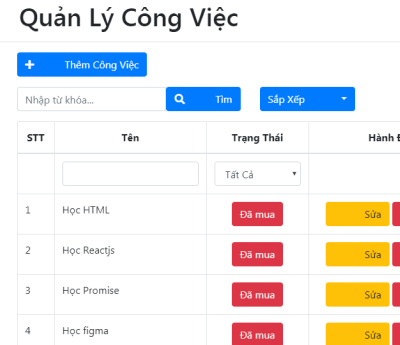 Quản Lý Công Việc
Thêm Công Việc
Nhập từ khóa... Tìm Sắp Xếp
STT Tên Trạng Thái Hành
Tất Cả
1 Học HTML Đã mua Sửa
2 Học Reactjs Đã mua Sửa
3 Học Promise Đã mua Sửa
4 Học figma Đã mua Sửa